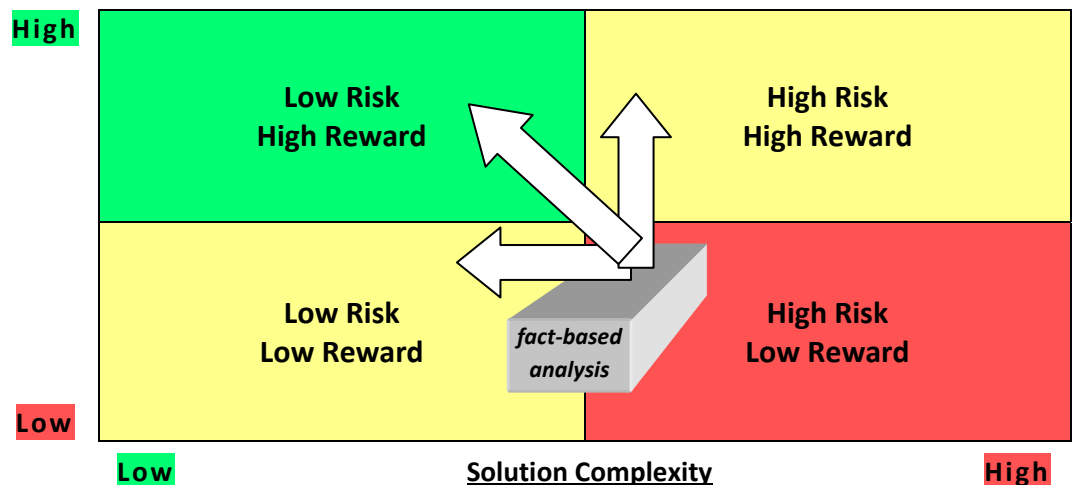 High
Low Risk
High Reward
High Risk
High Reward
Low Risk
Low Reward
fact-based
analysis
High Risk
Low Reward
Low
Low
Solution Complexity
High